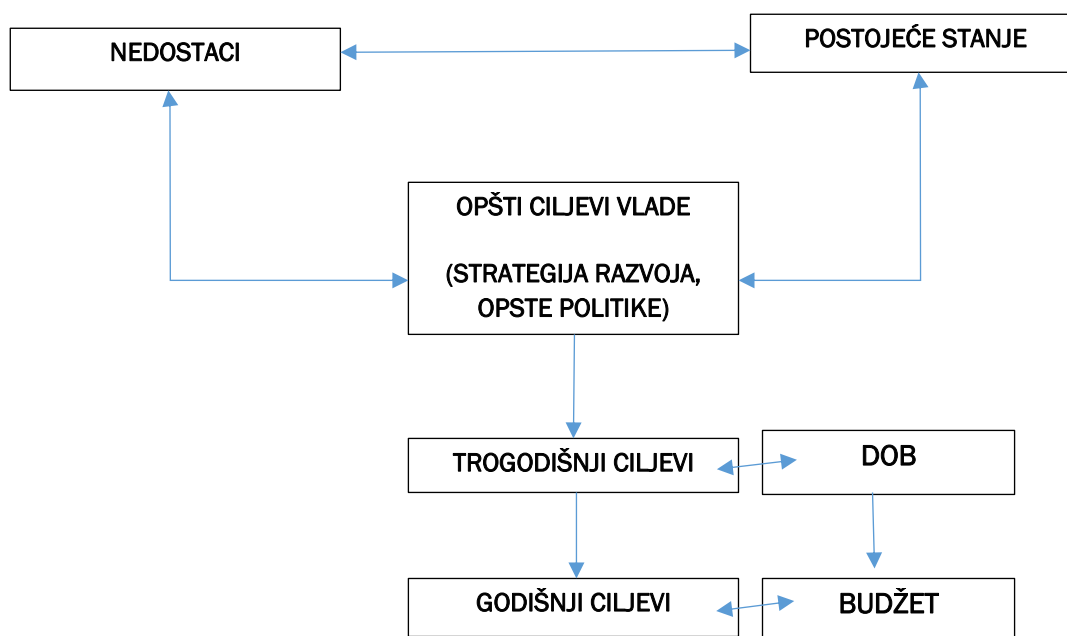 NEDOSTACI
POSTOJEĆE STANJE
OPŠTI CILJEVI VLADE
(STRATEGIJA RAZVOJA,
OPSTE POLITIKE)
TROGODIŠNJI CILJEVI
DOB
GODIŠNJI CILJEVI
BUDŽET